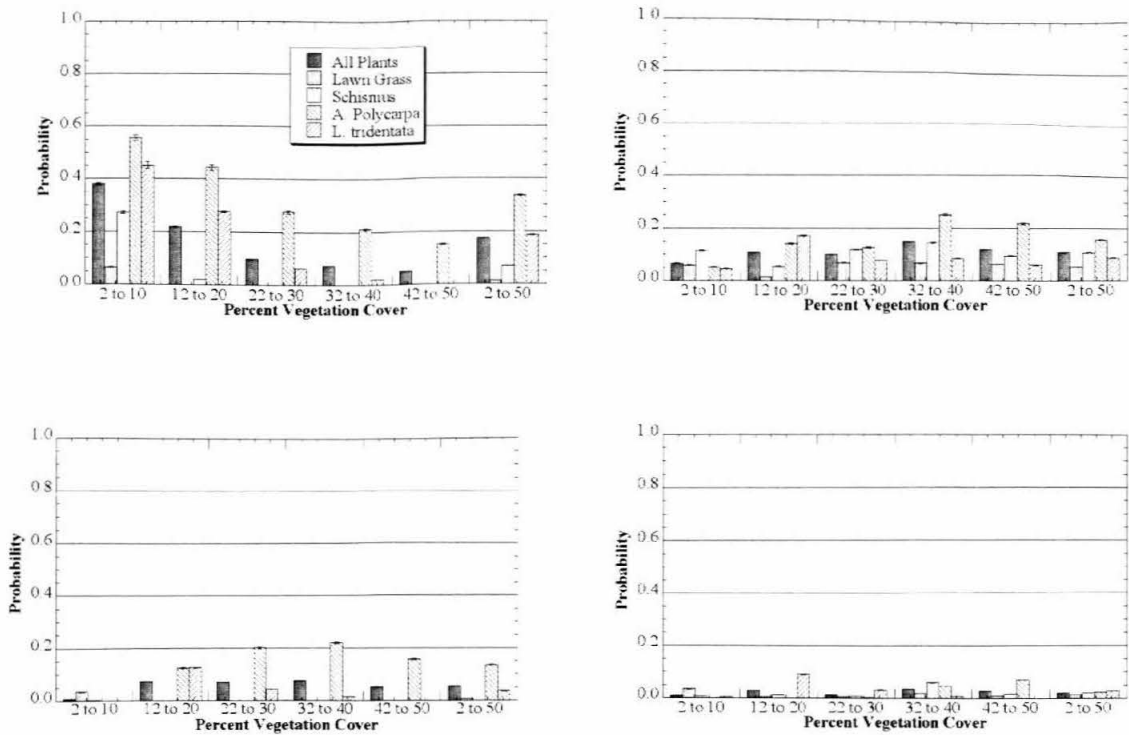 1.0
0.8
0.6
0.4
0.2
0.0
Probability
All Plants
Lawn Grass
Schismus
A. Polycarpa
L. tridentata
2 to 10 12 to 20 22 to 30 32 to 40 42 to 50 2 to 50
Percent Vegetation Cover
1.0
0.8
0.6
0.4
0.2
0.0
Probability
2 to 10 12 to 20 22 to 30 32 to 40 42 to 50 2 to 50
Percent Vegetation Cover
1.0
0.8
0.6
0.4
0.2
0.0
Probability
2 to 10 12 to 20 22 to 30 32 to 40 42 to 50 2 to 50
Percent Vegetation Cover
1.0
0.8
0.6
0.4
0.2
0.0
Probability
2 to 10 12 to 20 22 to 30 32 to 40 42 to 50 2 to 50
Percent Vegetation Cover